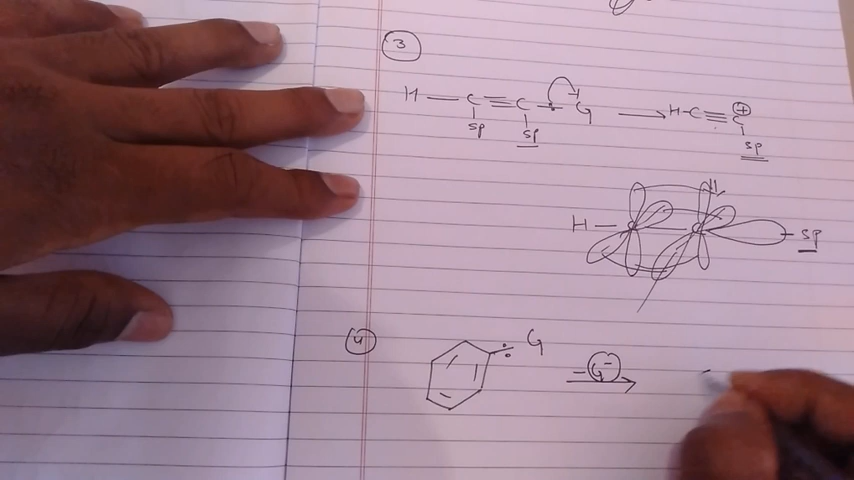 3
H — C ≡ C — G → H-C≡C⊕
sp sp sp
H — C — C — sp
4 G -G⁻ →